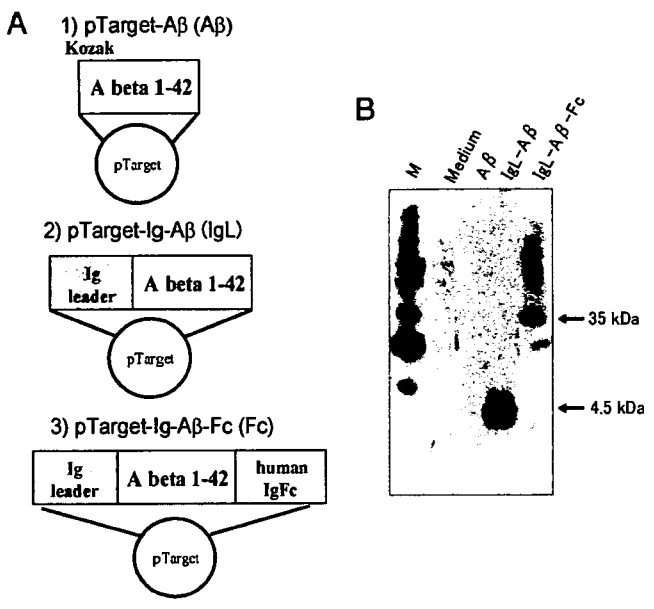 A
1) pTarget-Aβ (Aβ)
Kozak
A beta 1-42
pTarget
2) pTarget-Ig-Aβ (IgL)
Ig
leader
A beta 1-42
pTarget
3) pTarget-Ig-Aβ-Fc (Fc)
Ig
leader
A beta 1-42
human
IgFc
pTarget
B
M
Medium
Aβ
IgL-Aβ
IgL-Aβ-Fc
35 kDa
4.5 kDa